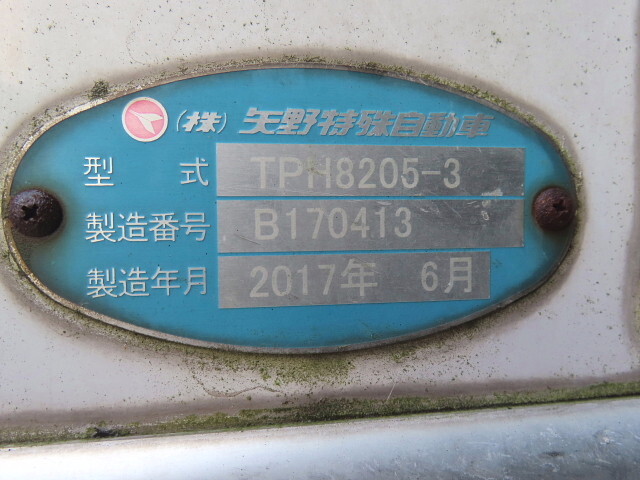 (株) 矢野特殊自動車
型 式 TPH8205-3
製造番号 B170413
製造年月 2017年 6月